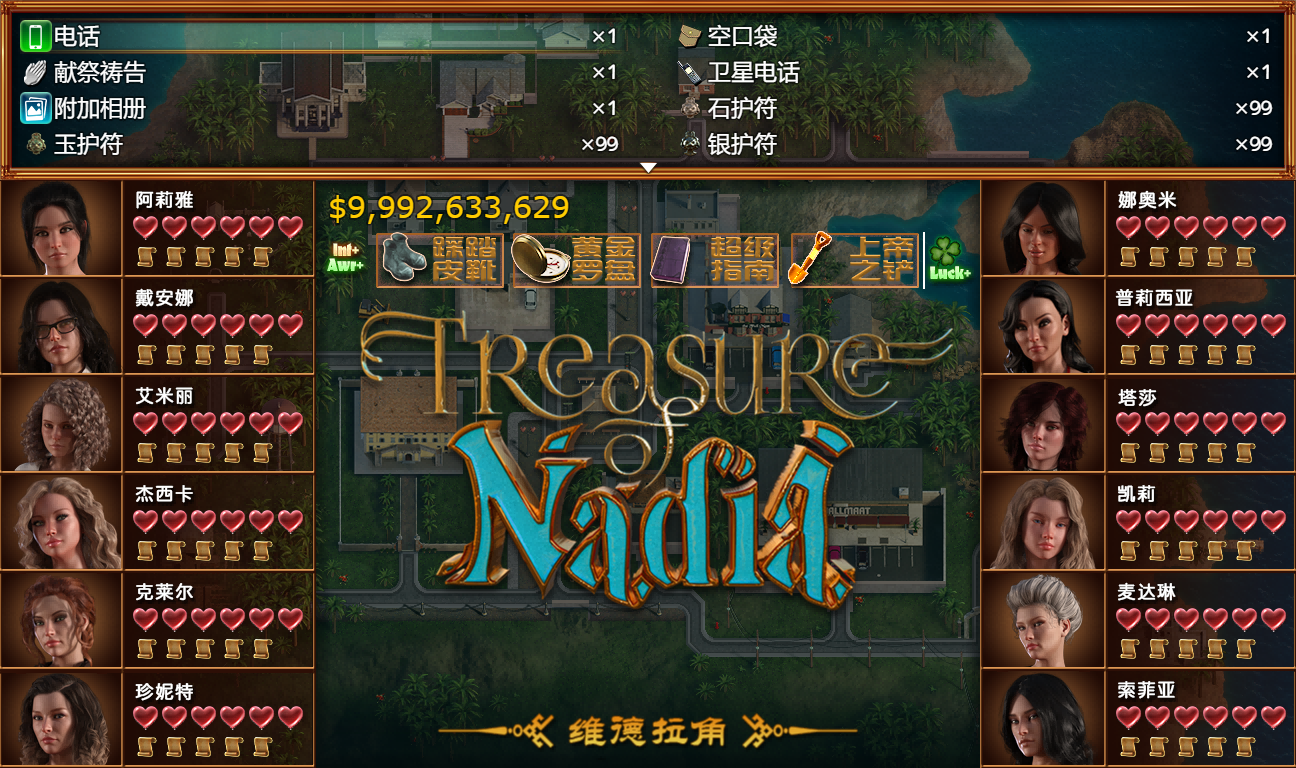 电话 ×1 空口袋 ×1
献祭祷告 ×1 卫星电话 ×1
附加相册 ×1 石护符 ×99
玉护符 ×99 银护符 ×99
$9,992,633,629
Int+
Awr+
踩踏
皮靴
黄金
罗盘
超级
指南
上帝
之铲
Luck+
阿莉雅
戴安娜
艾米丽
杰西卡
克莱尔
珍妮特
Treasure
of
Nadia
ALLMART
维德拉角
娜奥米
普莉西亚
塔莎
凯莉
麦达琳
索菲亚